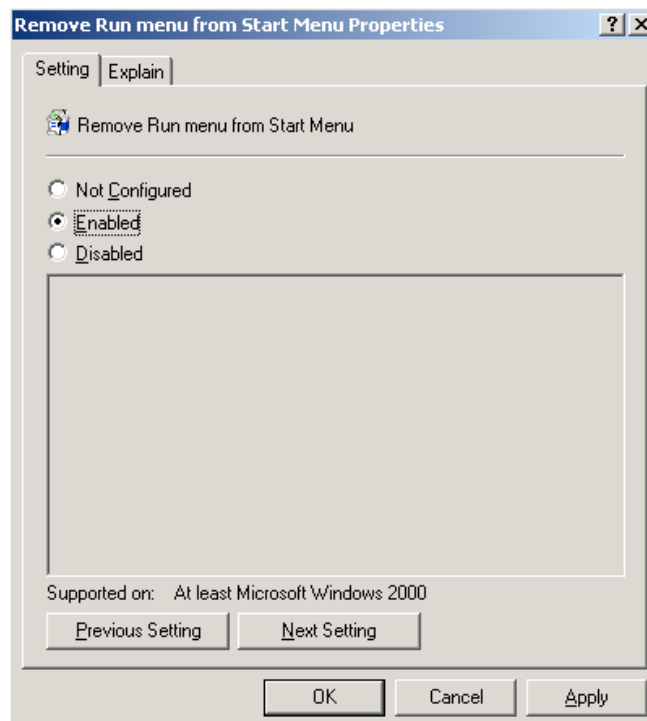 Remove Run menu from Start Menu Properties
Setting
Explain
Remove Run menu from Start Menu
Not Configured
Enabled
Disabled
Supported on: At least Microsoft Windows 2000
Previous Setting
Next Setting
OK
Cancel
Apply